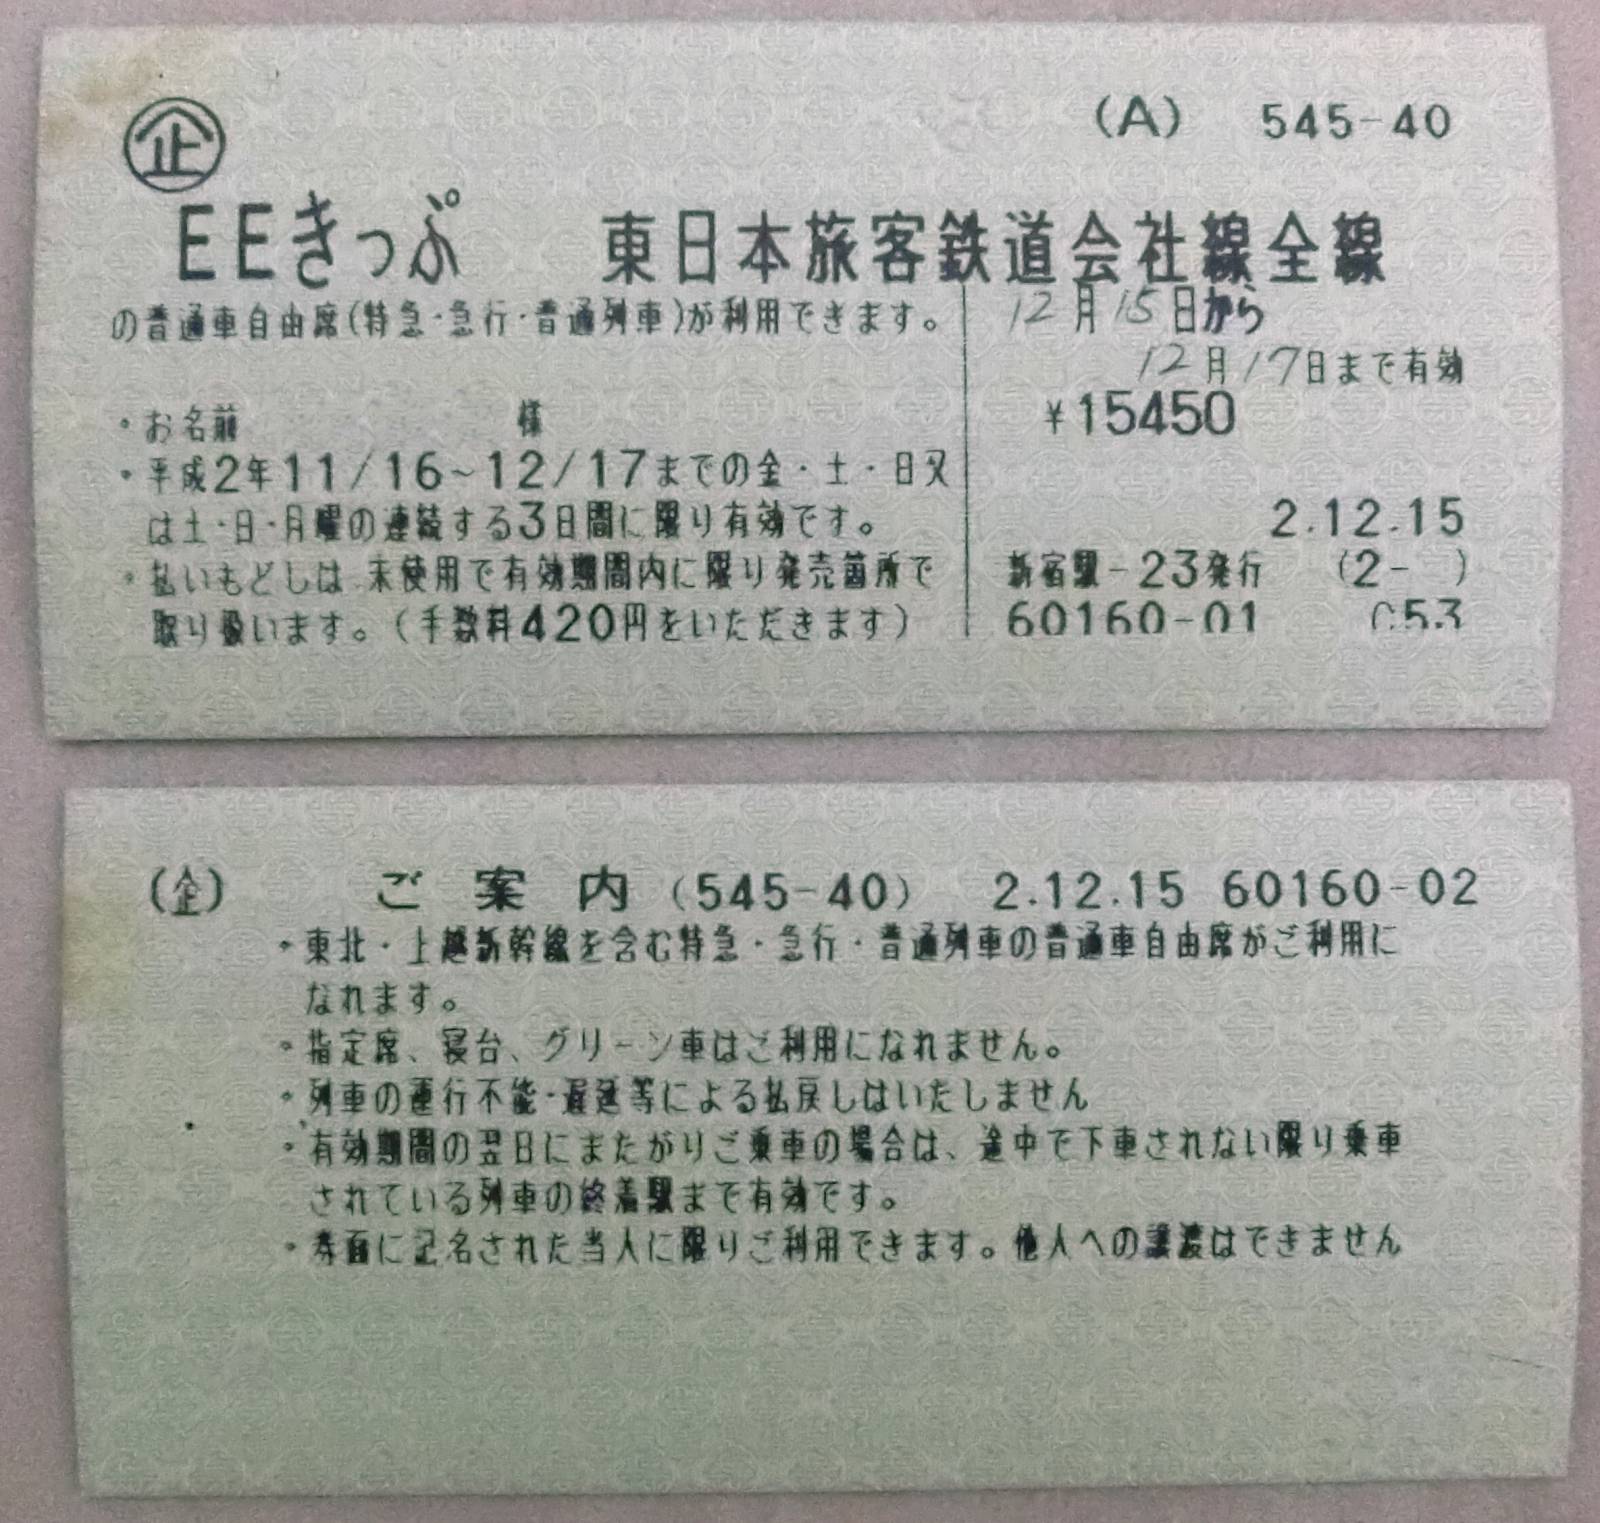 ㊭ (A) 545-40
EEきっぷ 東日本旅客鉄道会社線全線
の普通車自由席(特急・急行・普通列車)が利用できます。
12月15日から
12月17日まで有効
・お名前 様
¥15450
・平成2年11/16~12/17までの金・土・日又
は土・日・月曜の連続する3日間に限り有効です。
2.12.15
・払いもどしは、未使用で有効期間内に限り発売箇所で
取り扱います。(手数料420円をいただきます)
新宿駅-23発行 (2- )
60160-01 C53
(企) ご案内 (545-40) 2.12.15 60160-02
・東北・上越新幹線を含む特急・急行・普通列車の普通車自由席がご利用に
なれます。
・指定席、寝台、グリーン車はご利用になれません。
・列車の運行不能・遅延等による払戻しはいたしません
・有効期間の翌日にまたがりご乗車の場合は、途中で下車されない限り乗車
されている列車の終着駅まで有効です。
・券面に記名された当人に限りご利用できます。他人への譲渡はできません